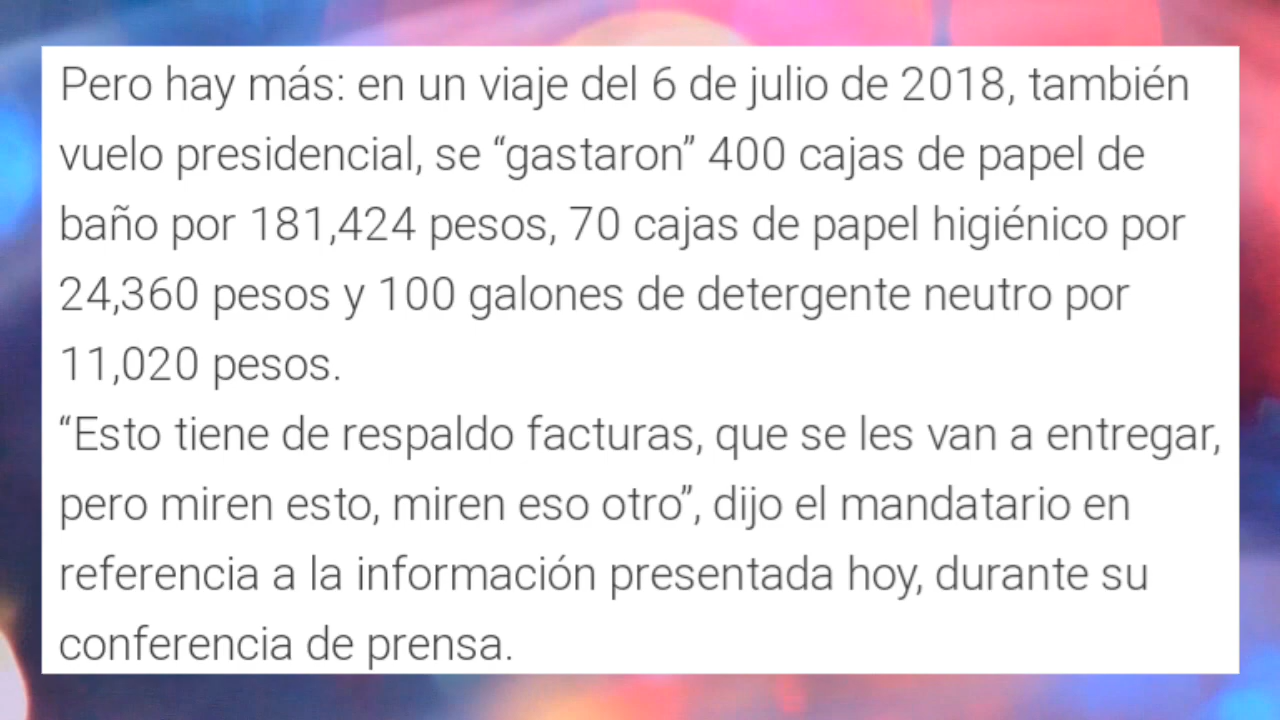 Pero hay más: en un viaje del 6 de julio de 2018, también
vuelo presidencial, se “gastaron” 400 cajas de papel de
baño por 181,424 pesos, 70 cajas de papel higiénico por
24,360 pesos y 100 galones de detergente neutro por
11,020 pesos.
“Esto tiene de respaldo facturas, que se les van a entregar,
pero miren esto, miren eso otro”, dijo el mandatario en
referencia a la información presentada hoy, durante su
conferencia de prensa.